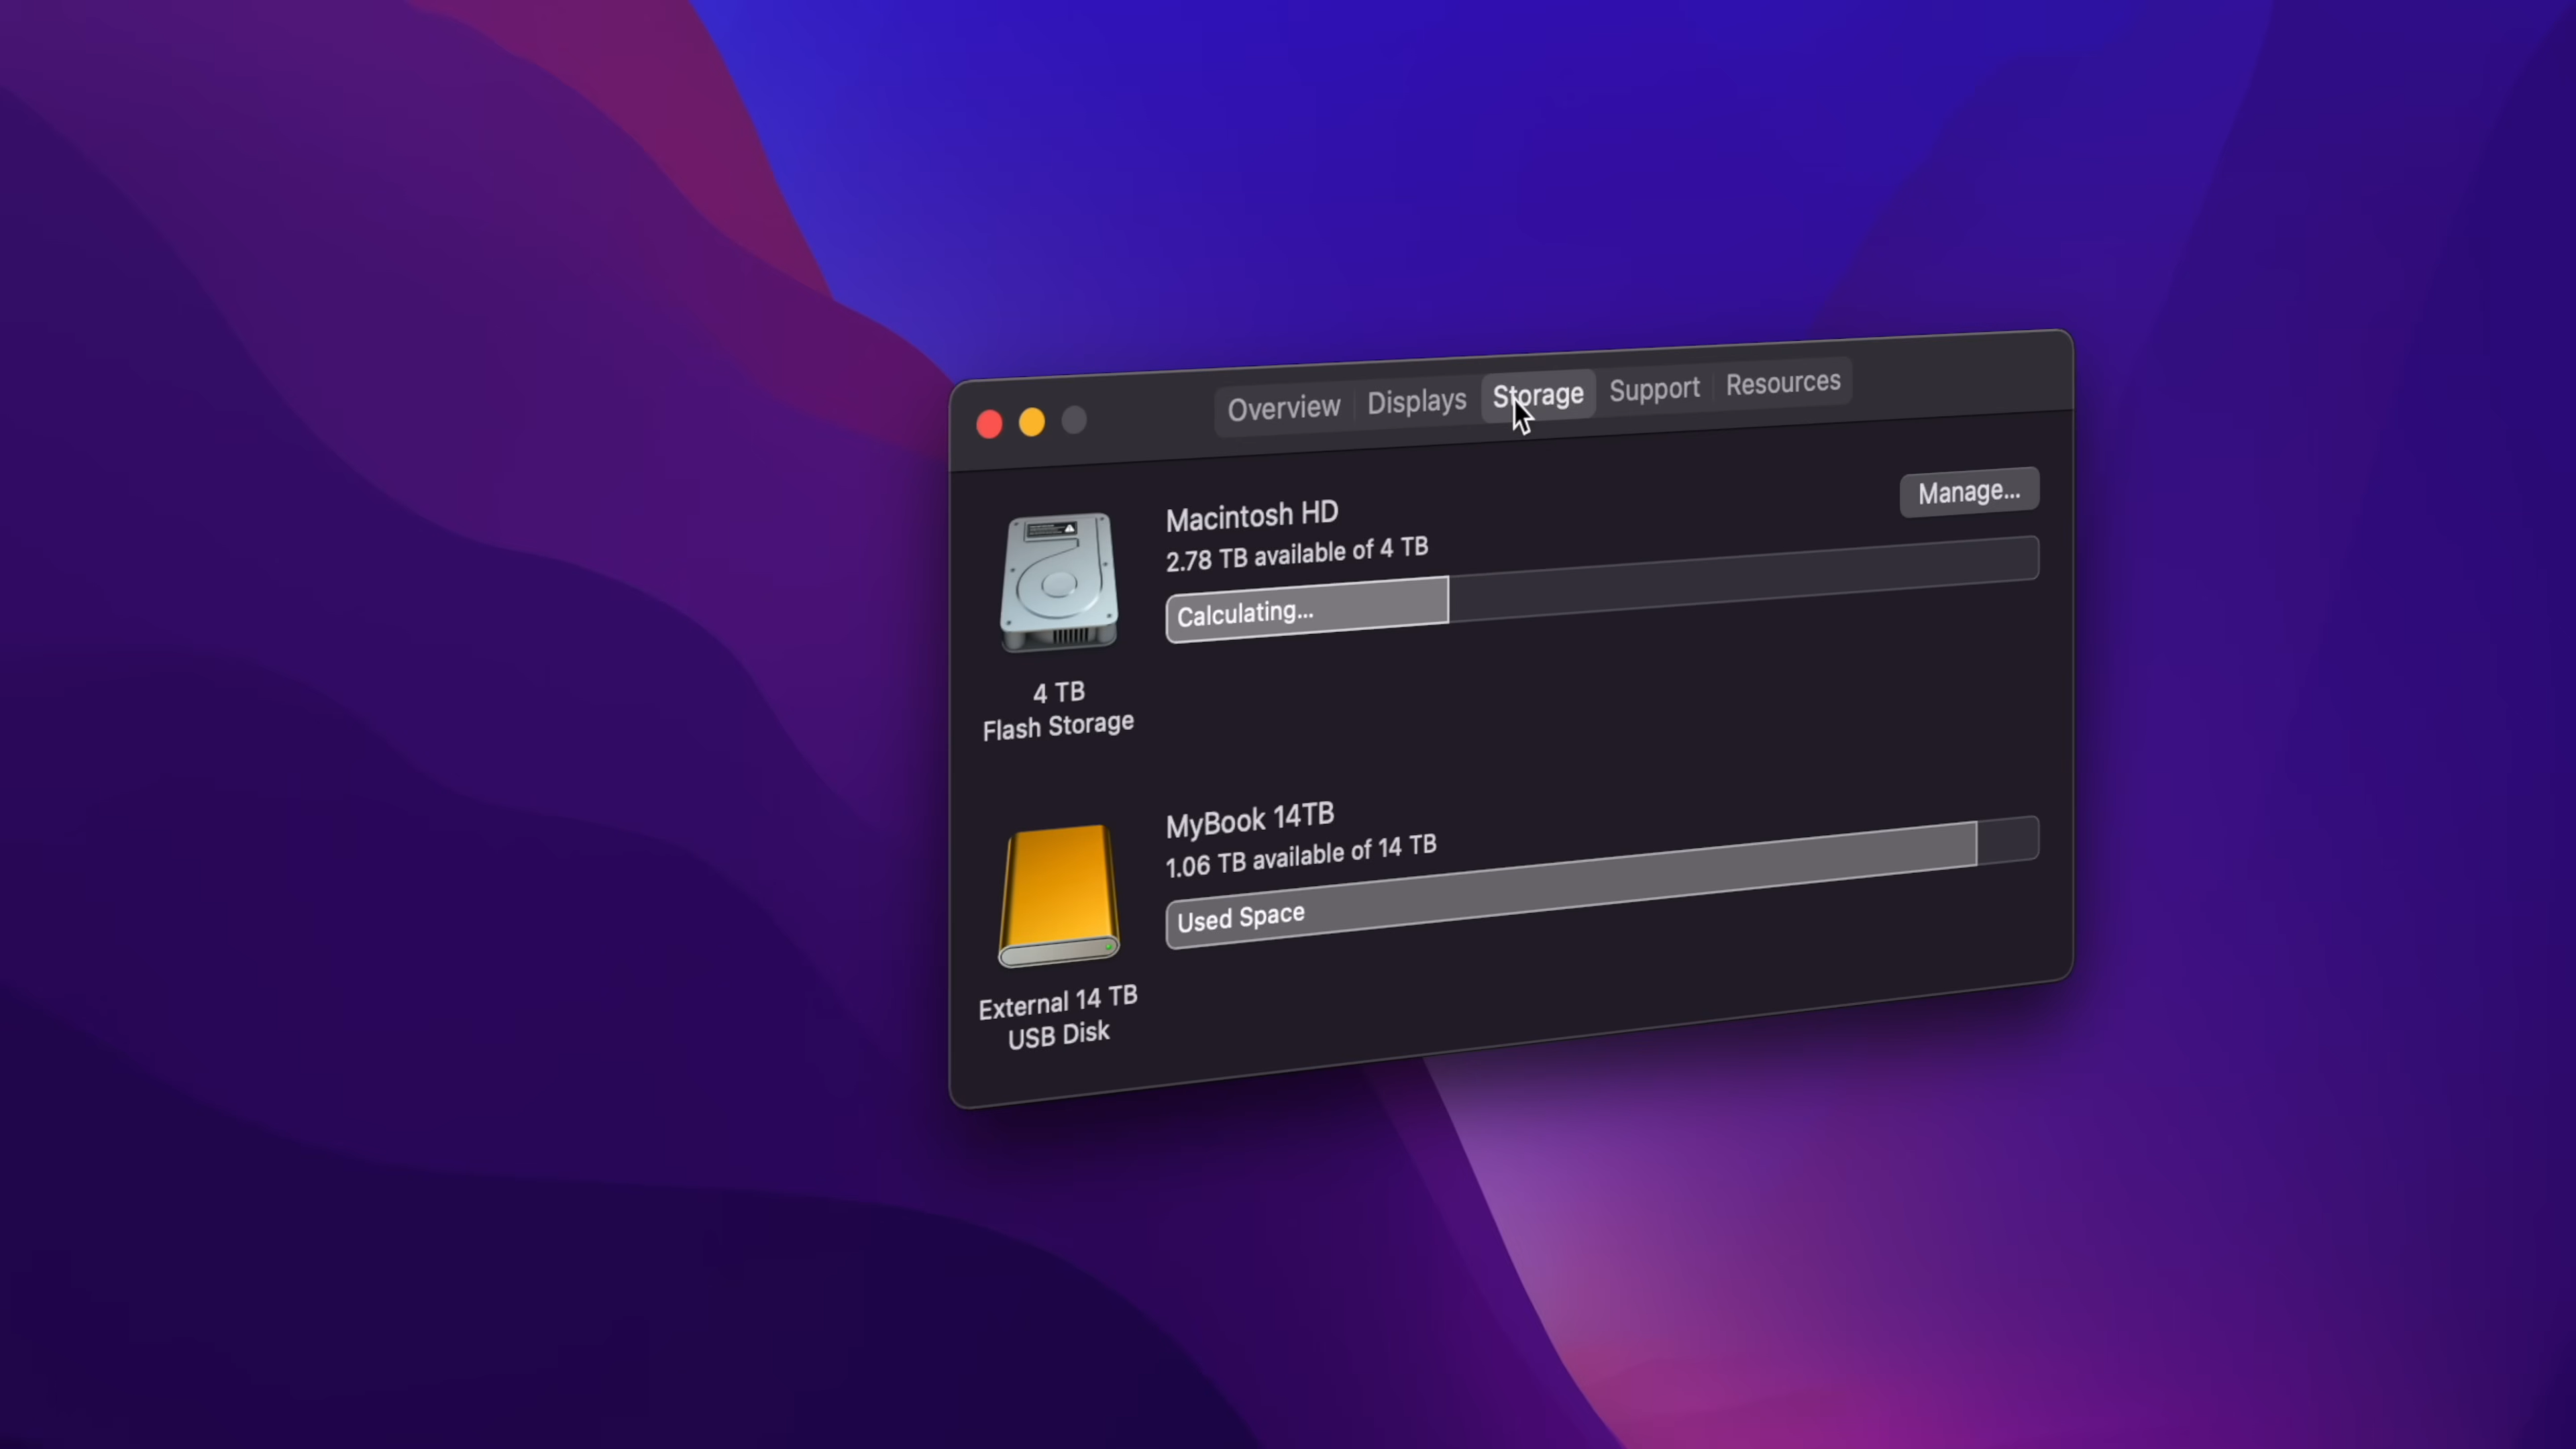 Overview
Displays
Storage
Support
Resources
Macintosh HD
Manage...
2.78 TB available of 4 TB
Calculating...
4 TB
Flash Storage
MyBook 14TB
1.06 TB available of 14 TB
Used Space
External 14 TB
USB Disk